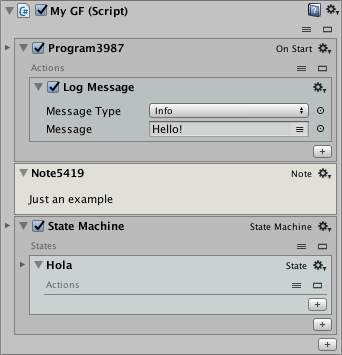 My GF (Script)
Program3987 On Start
Actions
Log Message
Message Type Info
Message Hello!
Note5419 Note
Just an example
State Machine State Machine
States
Hola State
Actions